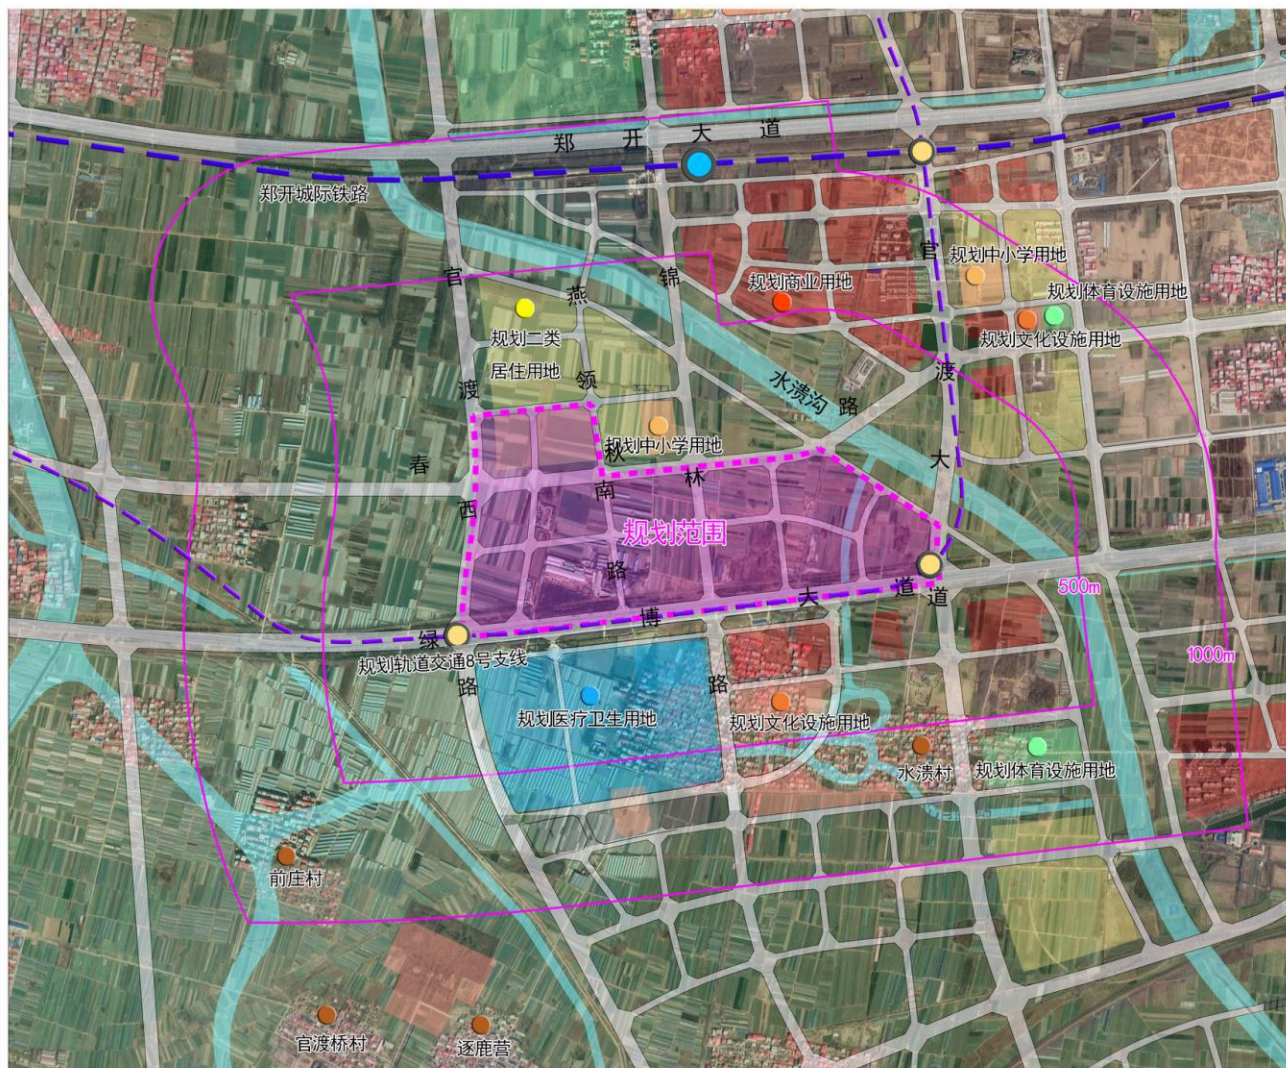 郑开大道
郑开城际铁路
规划中小学用地
官渡大道
规划商业用地
规划体育设施用地
规划文化设施用地
官渡西路
燕领路
锦
规划二类
居住用地
水溃沟
路
规划中小学用地
春秋路
南林路
规划范围
500m
绿博大道
1000m
规划轨道交通8号支线
规划医疗卫生用地
规划文化设施用地
水溃村
规划体育设施用地
前庄村
官渡桥村
逐鹿营